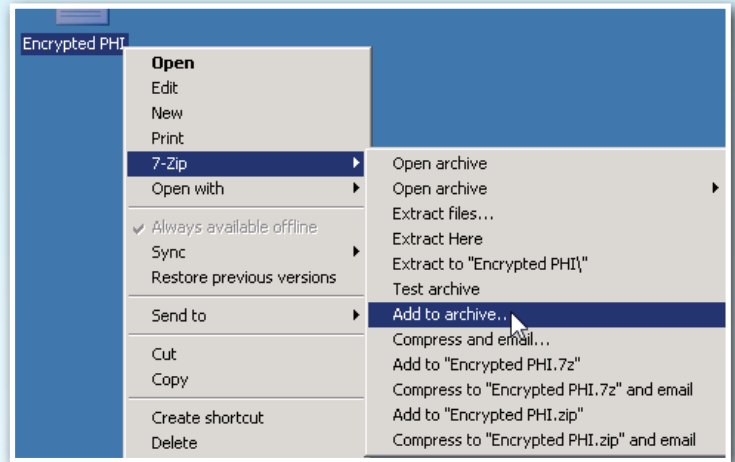 Encrypted PHI
Open
Edit
New
Print
7-Zip
Open with
Always available offline
Sync
Restore previous versions
Send to
Cut
Copy
Create shortcut
Delete
Open archive
Open archive
Extract files...
Extract Here
Extract to "Encrypted PHI\"
Test archive
Add to archive...
Compress and email...
Add to "Encrypted PHI.7z"
Compress to "Encrypted PHI.7z" and email
Add to "Encrypted PHI.zip"
Compress to "Encrypted PHI.zip" and email